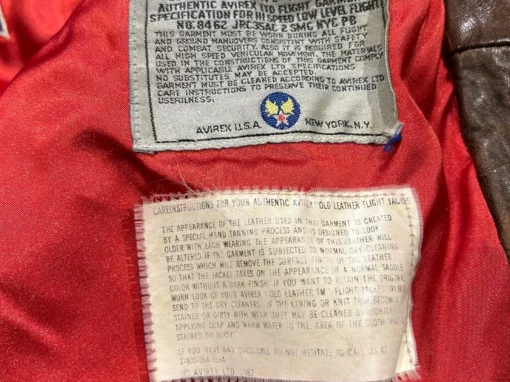 AUTHENTIC AVIREX LTD FLIGHT GARMENT
SPECIFICATION FOR HI SPEED LOW LEVEL FLIGHT
NO. 8462 JRC35AC 2 SML NYC PB
THIS GARMENT MUST BE WORN DURING ALL FLIGHT
AND GROUND MANUOVERS CONSISTENT WITH SAFETY
AND COMBAT SECURITY. ALSO IT IS REQUIRED FOR
ALL HIGH SPEED VEHICULAR MOVEMENT. THE MATERIALS
USED IN THE CONSTRUCTIONS OF THIS GARMENT COMPLY
WITH APPLICABLE AVIREX LTD. SPECIFICATIONS
NO SUBSTITUTES MAY BE ACCEPTED.
GARMENT MUST BE CLEANED ACCORDING TO AVIREX LTD
CARE INSTRUCTIONS TO PRESERVE THEIR CONTINUED
USEFULNESS.
AVIREX U.S.A. NEW YORK, N.Y.
CARE INSTRUCTIONS FOR YOUR AUTHENTIC AVIREX "OLD LEATHER FLIGHT JACKET
THE APPEARANCE OF THE LEATHER USED IN THIS GARMENT IS CREATED
BY A SPECIAL HAND TANNING PROCESS AND IS DESIGNED TO LOOK
OLDER WITH EACH WEARING. THE APPEARANCE OF THIS LEATHER WILL
BE ALTERED IF THIS GARMENT IS SUBJECTED TO NORMAL DRY CLEANING
PROCESS WHICH WILL REMOVE THE SURFACE FINISH OF THE LEATHER
SO THAT THE JACKET TAKES ON THE APPEARANCE OF A NORMAL SADDLE
COLOR WITHOUT A DARK FINISH. IF YOU WANT TO RETAIN THE ORIGINAL
WORN LOOK OF YOUR AVIREX "OLD LEATHER TM" FLIGHT JACKET DO NOT
SEND TO THE DRY CLEANERS. IF THE LINING OR KNIT TRIM BECOME
STAINED OR DIRTY WITH WEAR THEY MAY BE CLEANED BY
APPLYING SOAP AND WARM WATER TO THE AREA OF THE CLOTH THAT
STAINED OR DIRTY
IF YOU HAVE ANY QUESTIONS DO NOT HESITATE TO CALL US AT
AVIREX LTD. 1987